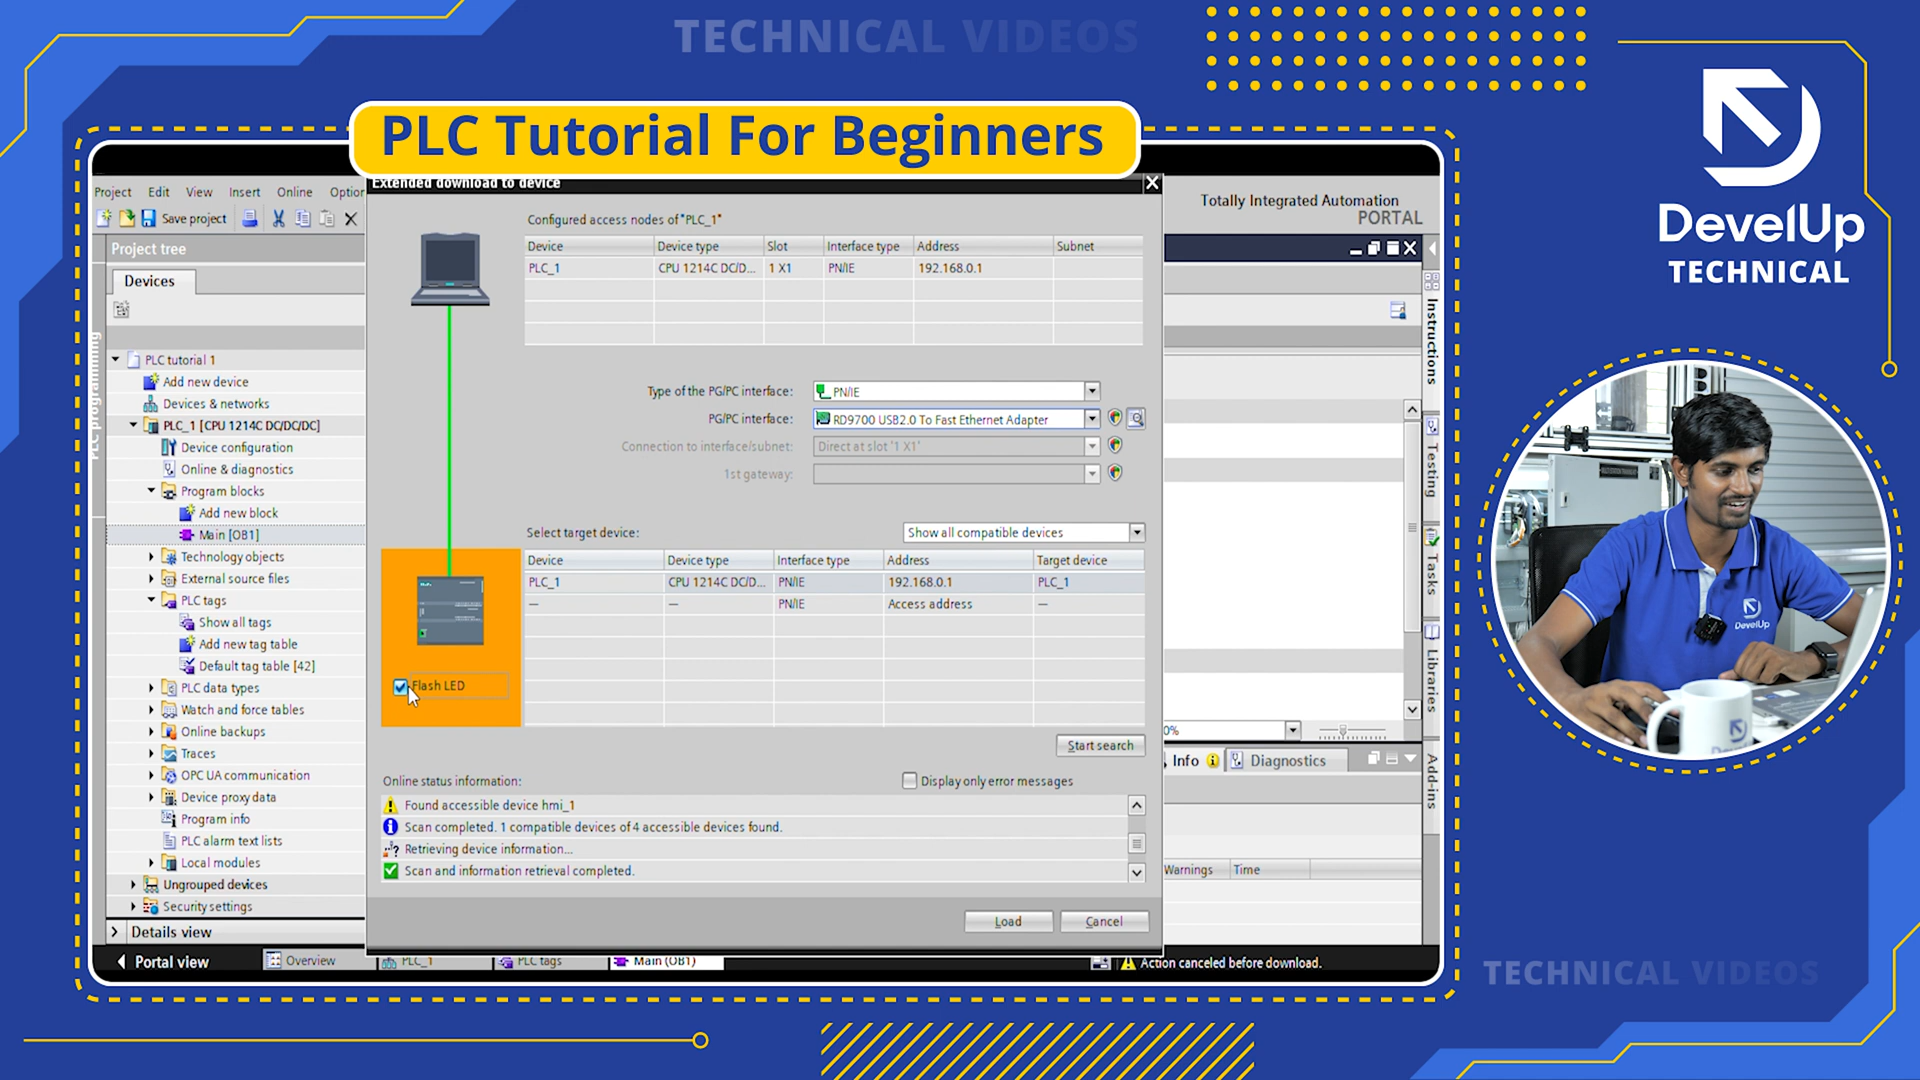 TECHNICAL VIDEOS
PLC Tutorial For Beginners
DevelUp
TECHNICAL
Extended download to device
Project Edit View Insert Online Option
Save project
Totally Integrated Automation
PORTAL
Project tree
Devices
PLC programming
PLC tutorial 1
Add new device
Devices & networks
PLC_1 [CPU 1214C DC/DC/DC]
Device configuration
Online & diagnostics
Program blocks
Add new block
Main [OB1]
Technology objects
External source files
PLC tags
Show all tags
Add new tag table
Default tag table [42]
PLC data types
Watch and force tables
Online backups
Traces
OPC UA communication
Device proxy data
Program info
PLC alarm text lists
Local modules
Ungrouped devices
Security settings
Details view
Configured access nodes of "PLC_1"
Device Device type Slot Interface type Address Subnet
PLC_1 CPU 1214C DC/D... 1 X1 PN/IE 192.168.0.1
Type of the PG/PC interface: PN/IE
PG/PC interface: RD9700 USB2.0 To Fast Ethernet Adapter
Connection to interface/subnet: Direct at slot '1 X1'
1st gateway:
Select target device: Show all compatible devices
Device Device type Interface type Address Target device
PLC_1 CPU 1214C DC/D... PN/IE 192.168.0.1 PLC_1
— — PN/IE Access address —
Flash LED
Start search
Online status information:
Display only error messages
Found accessible device hmi_1
Scan completed. 1 compatible devices of 4 accessible devices found.
Retrieving device information...
Scan and information retrieval completed.
Load Cancel
Instructions
Testing
Tasks
Libraries
Add-ins
0%
Info Diagnostics
Warnings Time
Portal view Overview PLC_1 PLC tags Main (OB1) Action canceled before download.
DevelUp
TECHNICAL VIDEOS